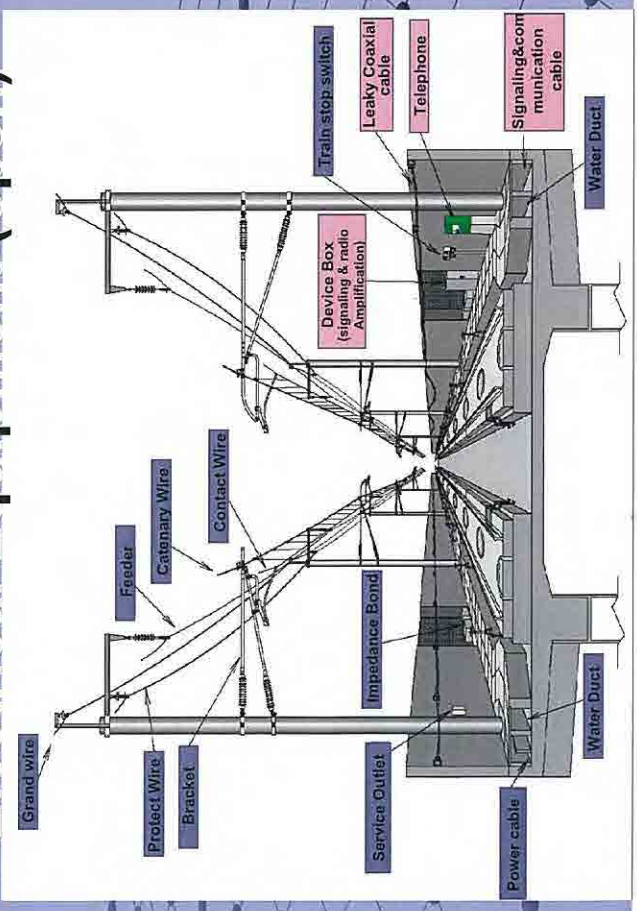 Grand wire
Feeder
Catenary Wire
Contact Wire
Protect Wire
Bracket
Service Outlet
Impedance Bond
Power cable
Water Duct
Device Box
(signaling & radio
Amplification)
Train stop switch
Leaky Coaxial
cable
Telephone
Signaling&com
munication
cable
Water Duct